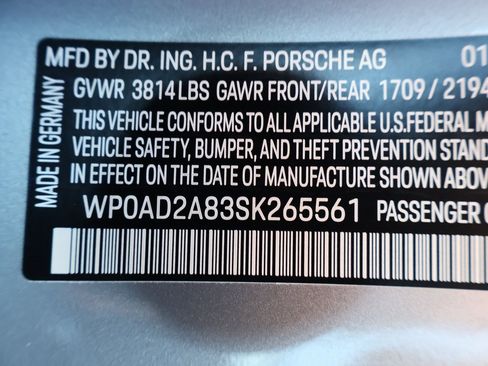 MFD BY DR. ING. H.C. F. PORSCHE AG 01
GVWR 3814 LBS GAWR FRONT/REAR 1709 / 2194
THIS VEHICLE CONFORMS TO ALL APPLICABLE U.S. FEDERAL M
VEHICLE SAFETY, BUMPER, AND THEFT PREVENTION STAND
IN EFFECT ON THE DATE OF MANUFACTURE SHOWN ABOV
WP0AD2A83SK265561 PASSENGER
MADE IN GERMANY